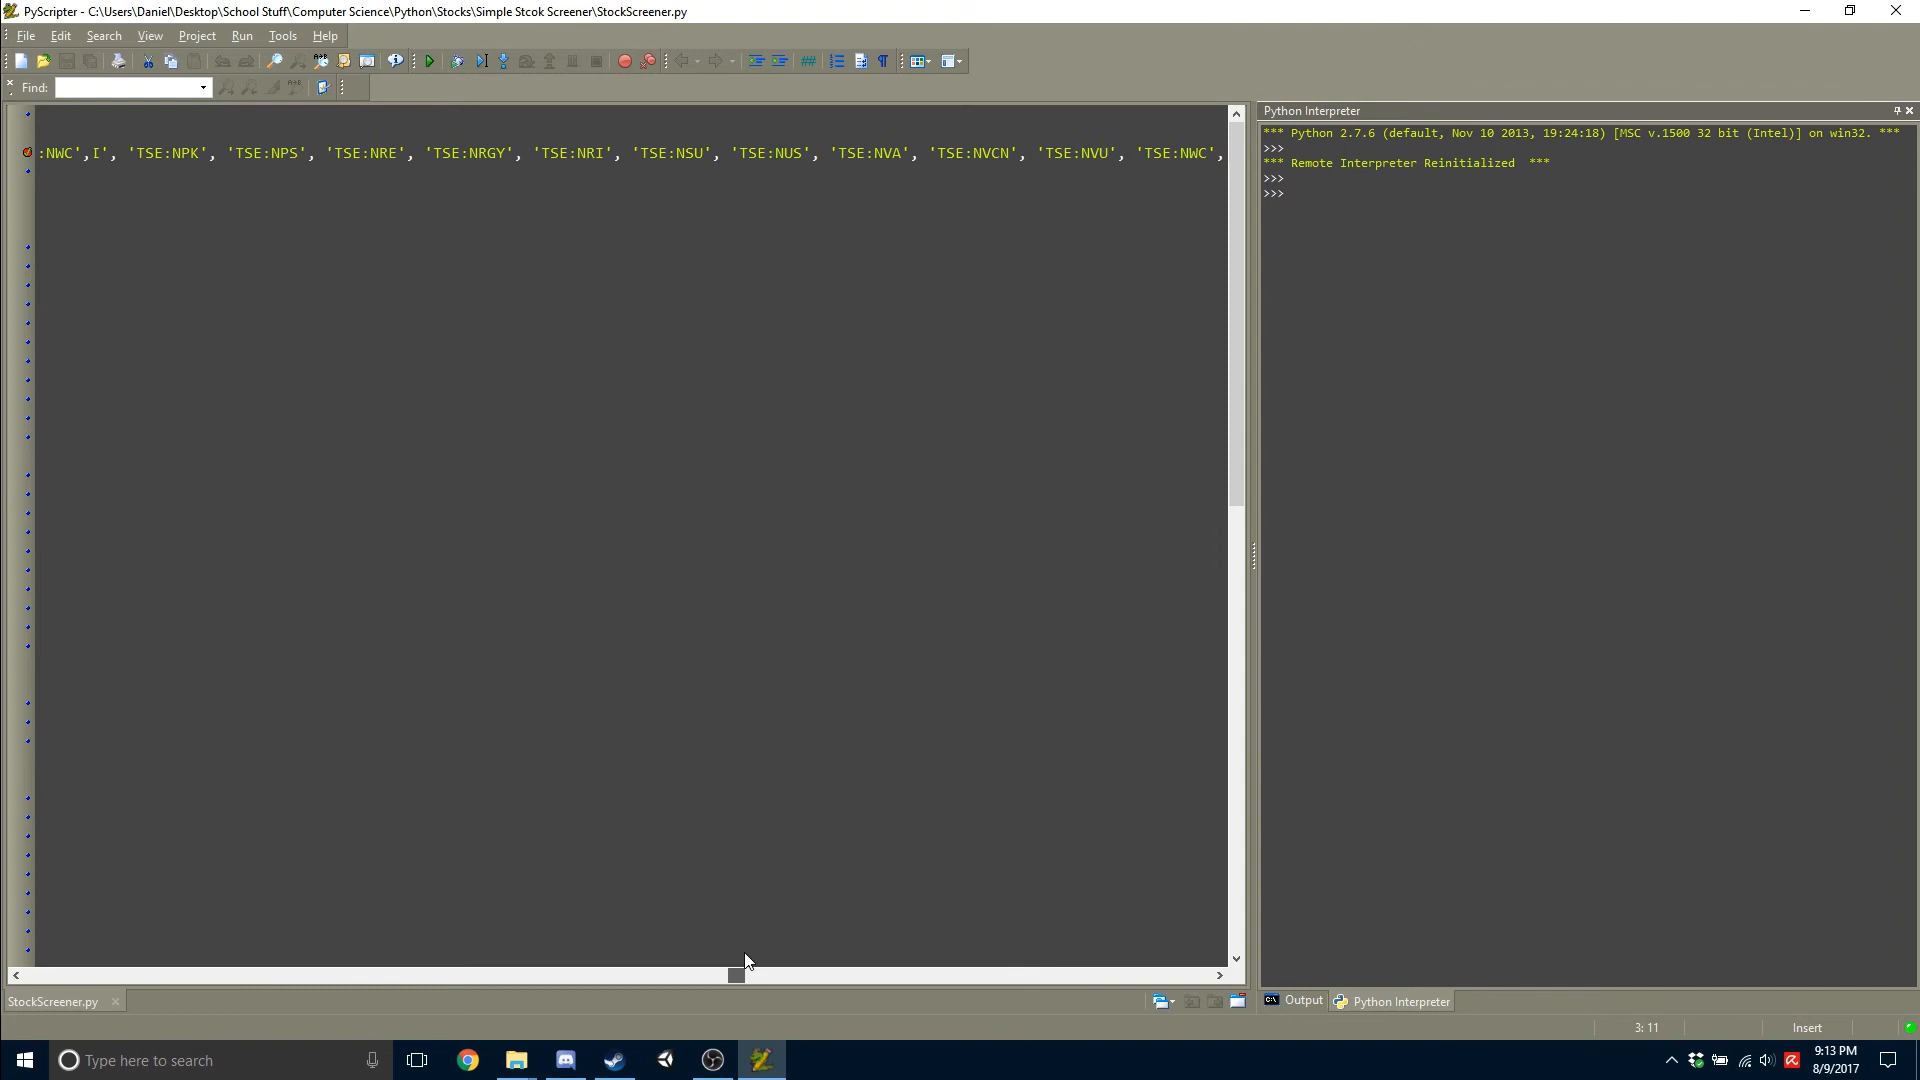 PyScripter - C:\Users\Daniel\Desktop\School Stuff\Computer Science\Python\Stocks\Simple Stcok Screener\StockScreener.py
File Edit Search View Project Run Tools Help
Find:
Python Interpreter
*** Python 2.7.6 (default, Nov 10 2013, 19:24:18) [MSC v.1500 32 bit (Intel)] on win32. ***
>>>
*** Remote Interpreter Reinitialized ***
>>>
>>>
:NWC',I', 'TSE:NPK', 'TSE:NPS', 'TSE:NRE', 'TSE:NRGY', 'TSE:NRI', 'TSE:NSU', 'TSE:NUS', 'TSE:NVA', 'TSE:NVCN', 'TSE:NVU', 'TSE:NWC',
StockScreener.py
Output Python Interpreter
3: 11 Insert
Type here to search
9:13 PM
8/9/2017